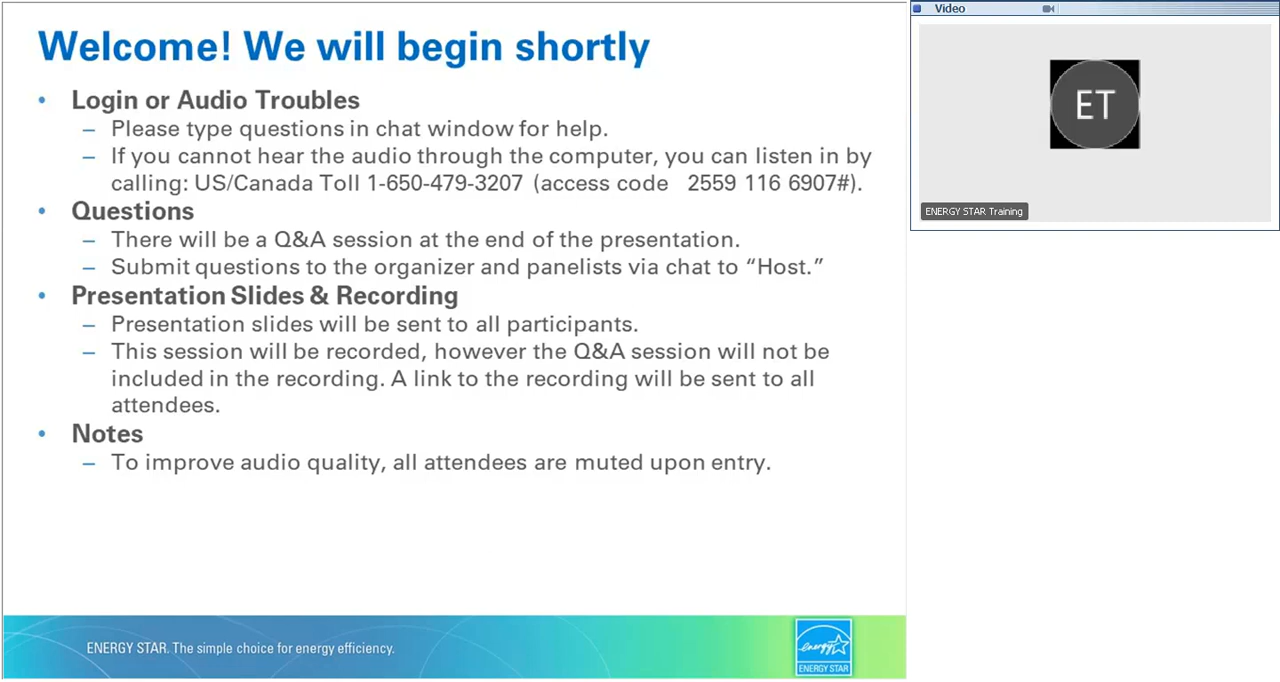 Welcome! We will begin shortly
• Login or Audio Troubles
– Please type questions in chat window for help.
– If you cannot hear the audio through the computer, you can listen in by
calling: US/Canada Toll 1-650-479-3207 (access code 2559 116 6907#).
• Questions
– There will be a Q&A session at the end of the presentation.
– Submit questions to the organizer and panelists via chat to “Host.”
• Presentation Slides & Recording
– Presentation slides will be sent to all participants.
– This session will be recorded, however the Q&A session will not be
included in the recording. A link to the recording will be sent to all
attendees.
• Notes
– To improve audio quality, all attendees are muted upon entry.
ENERGY STAR. The simple choice for energy efficiency.
energy
ENERGY STAR
Video
ET
ENERGY STAR Training